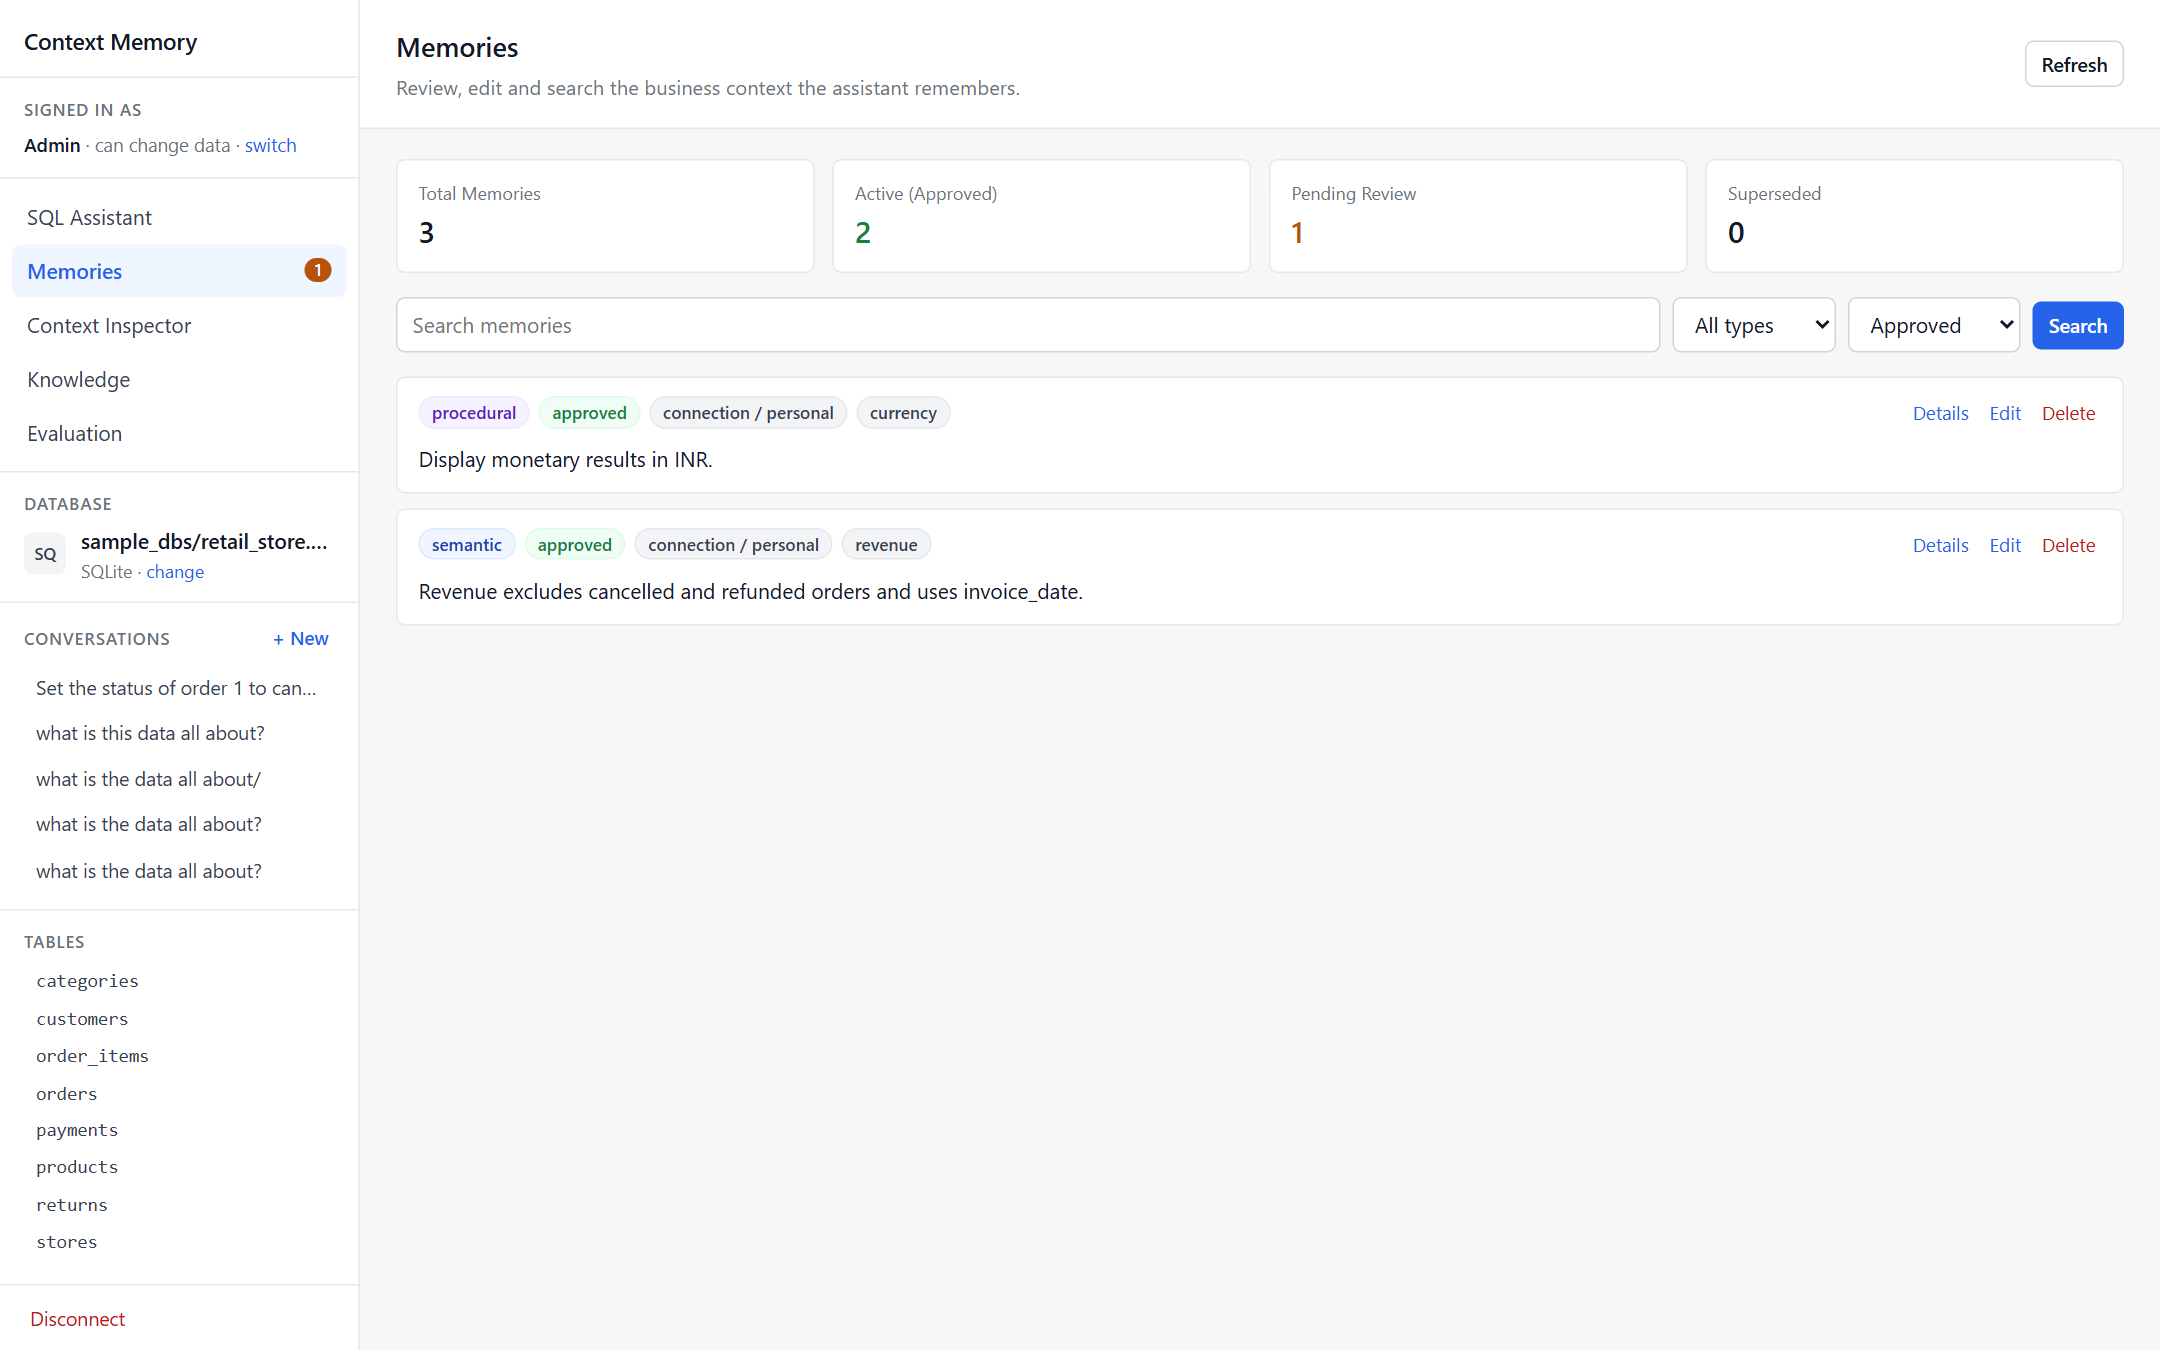 Context Memory
SIGNED IN AS
Admin · can change data · switch
SQL Assistant
Memories 1
Context Inspector
Knowledge
Evaluation
DATABASE
SQ
sample_dbs/retail_store....
SQLite · change
CONVERSATIONS + New
Set the status of order 1 to can...
what is this data all about?
what is the data all about/
what is the data all about?
what is the data all about?
TABLES
categories
customers
order_items
orders
payments
products
returns
stores
Disconnect
Memories
Review, edit and search the business context the assistant remembers.
Refresh
Total Memories
3
Active (Approved)
2
Pending Review
1
Superseded
0
Search memories
All types
Approved
Search
procedural approved connection / personal currency
Details Edit Delete
Display monetary results in INR.
semantic approved connection / personal revenue
Details Edit Delete
Revenue excludes cancelled and refunded orders and uses invoice_date.